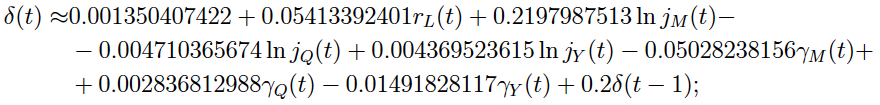 δ(t) ≈0.001350407422 + 0.05413392401r_L(t) + 0.2197987513 ln j_M(t)−
− 0.004710365674 ln j_Q(t) + 0.004369523615 ln j_Y(t) − 0.05028238156γ_M(t)+
+ 0.002836812988γ_Q(t) − 0.01491828117γ_Y(t) + 0.2δ(t − 1);